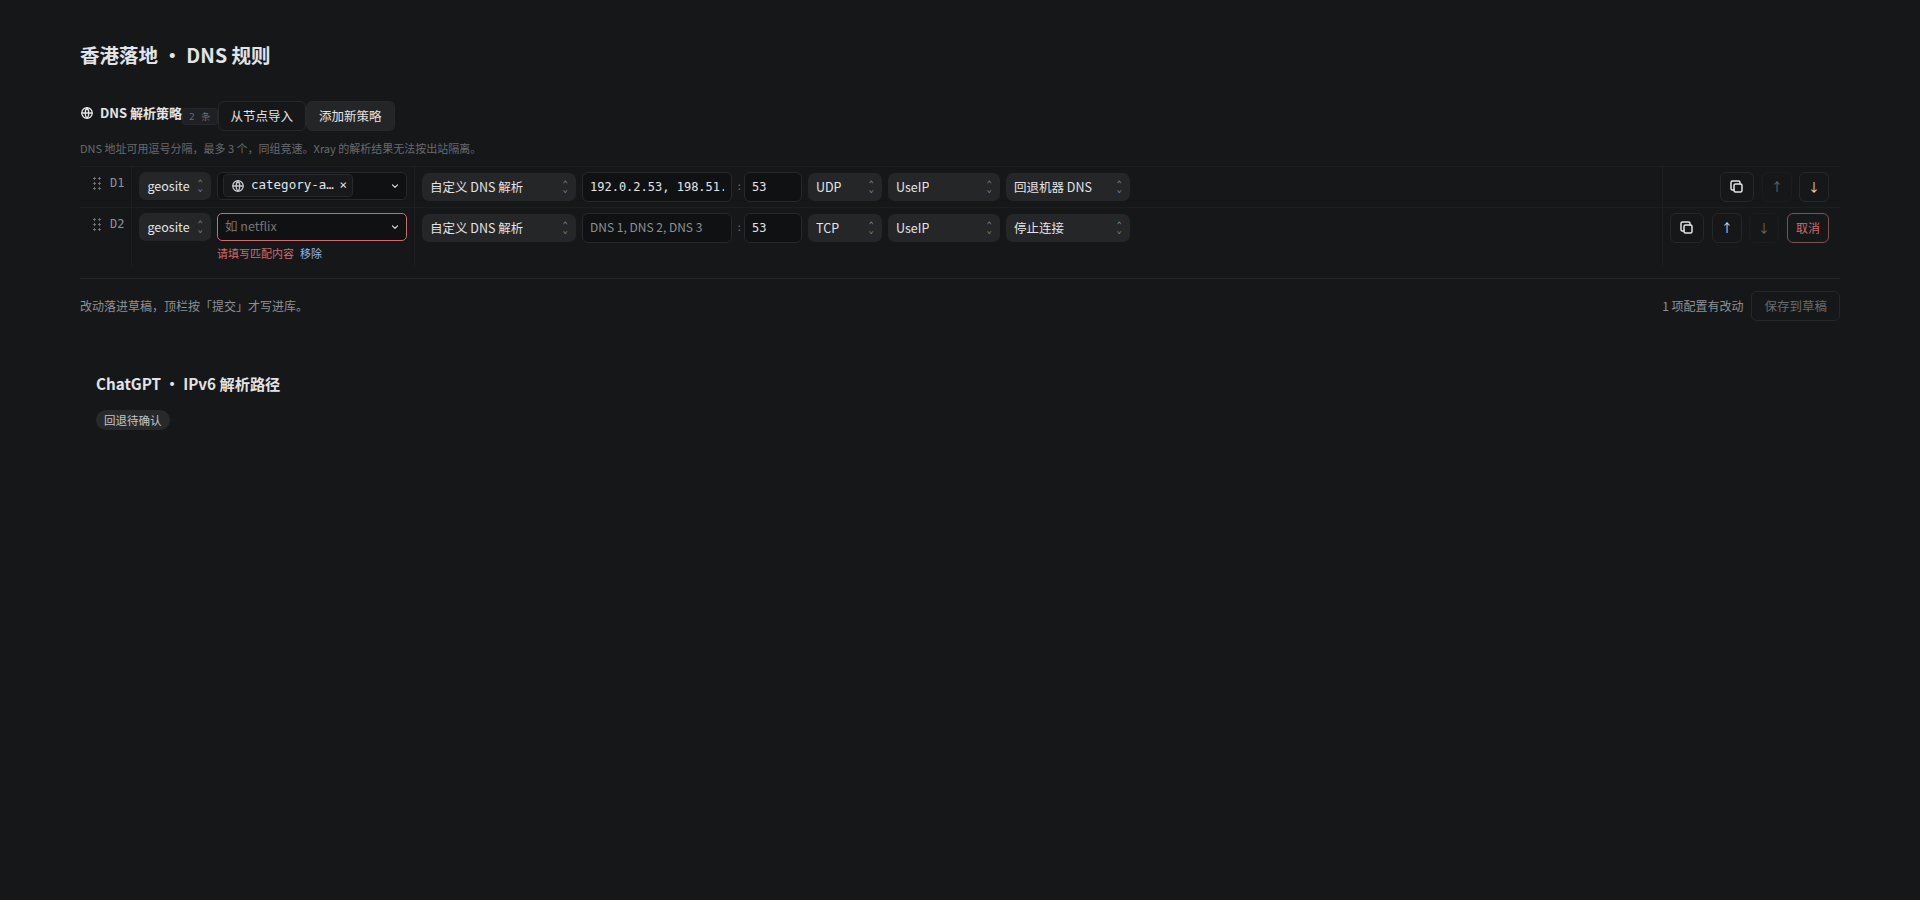 香港落地 · DNS 规则
DNS 解析策略 2 条 从节点导入 添加新策略
DNS 地址可用逗号分隔，最多 3 个，同组竞速。Xray 的解析结果无法按出站隔离。
D1 geosite category-a… × 自定义 DNS 解析 192.0.2.53, 198.51. : 53 UDP UseIP 回退机器 DNS ↑ ↓
D2 geosite 如 netflix 自定义 DNS 解析 DNS 1, DNS 2, DNS 3 : 53 TCP UseIP 停止连接 ↑ ↓ 取消
请填写匹配内容 移除
改动落进草稿，顶栏按「提交」才写进库。 1 项配置有改动 保存到草稿
ChatGPT · IPv6 解析路径
回退待确认